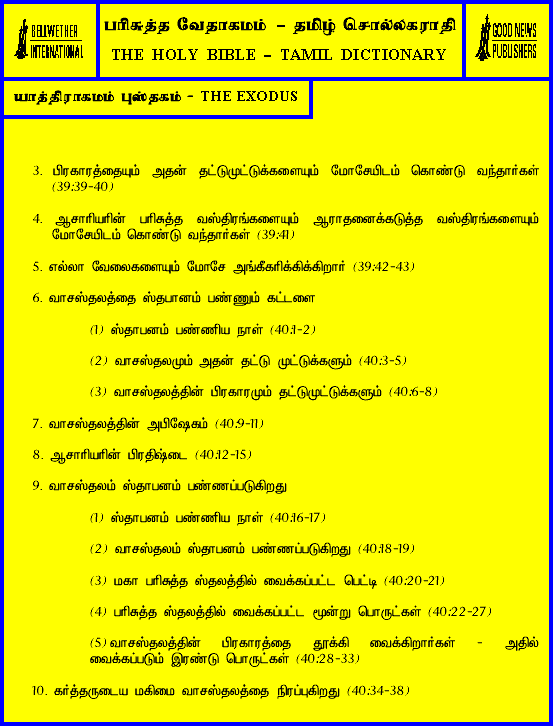 BELLWETHER
INTERNATIONAL
பரிசுத்த வேதாகமம் - தமிழ் சொல்லகராதி
THE HOLY BIBLE - TAMIL DICTIONARY
GOOD NEWS
PUBLISHERS
யாத்திராகமம் புஸ்தகம் - THE EXODUS
3. பிரகாரத்தையும் அதன் தட்டுமுட்டுக்களையும் மோசேயிடம் கொண்டு வந்தார்கள்
(39:39-40)
4. ஆசாரியரின் பரிசுத்த வஸ்திரங்களையும் ஆராதனைக்கடுத்த வஸ்திரங்களையும்
மோசேயிடம் கொண்டு வந்தார்கள் (39:41)
5. எல்லா வேலைகளையும் மோசே அங்கீகரிக்கிக்கிறார் (39:42-43)
6. வாசஸ்தலத்தை ஸ்தபானம் பண்ணும் கட்டளை
(1) ஸ்தாபனம் பண்ணிய நாள் (40:1-2)
(2) வாசஸ்தலமும் அதன் தட்டு முட்டுக்களும் (40:3-5)
(3) வாசஸ்தலத்தின் பிரகாரமும் தட்டுமுட்டுக்களும் (40:6-8)
7. வாசஸ்தலத்தின் அபிஷேகம் (40:9-11)
8. ஆசாரியரின் பிரதிஷ்டை (40:12-15)
9. வாசஸ்தலம் ஸ்தாபனம் பண்ணப்படுகிறது
(1) ஸ்தாபனம் பண்ணிய நாள் (40:16-17)
(2) வாசஸ்தலம் ஸ்தாபனம் பண்ணப்படுகிறது (40:18-19)
(3) மகா பரிசுத்த ஸ்தலத்தில் வைக்கப்பட்ட பெட்டி (40:20-21)
(4) பரிசுத்த ஸ்தலத்தில் வைக்கப்பட்ட மூன்று பொருட்கள் (40:22-27)
(5) வாசஸ்தலத்தின் பிரகாரத்தை தூக்கி வைக்கிறார்கள் - அதில்
வைக்கப்படும் இரண்டு பொருட்கள் (40:28-33)
10. கர்த்தருடைய மகிமை வாசஸ்தலத்தை நிரப்புகிறது (40:34-38)